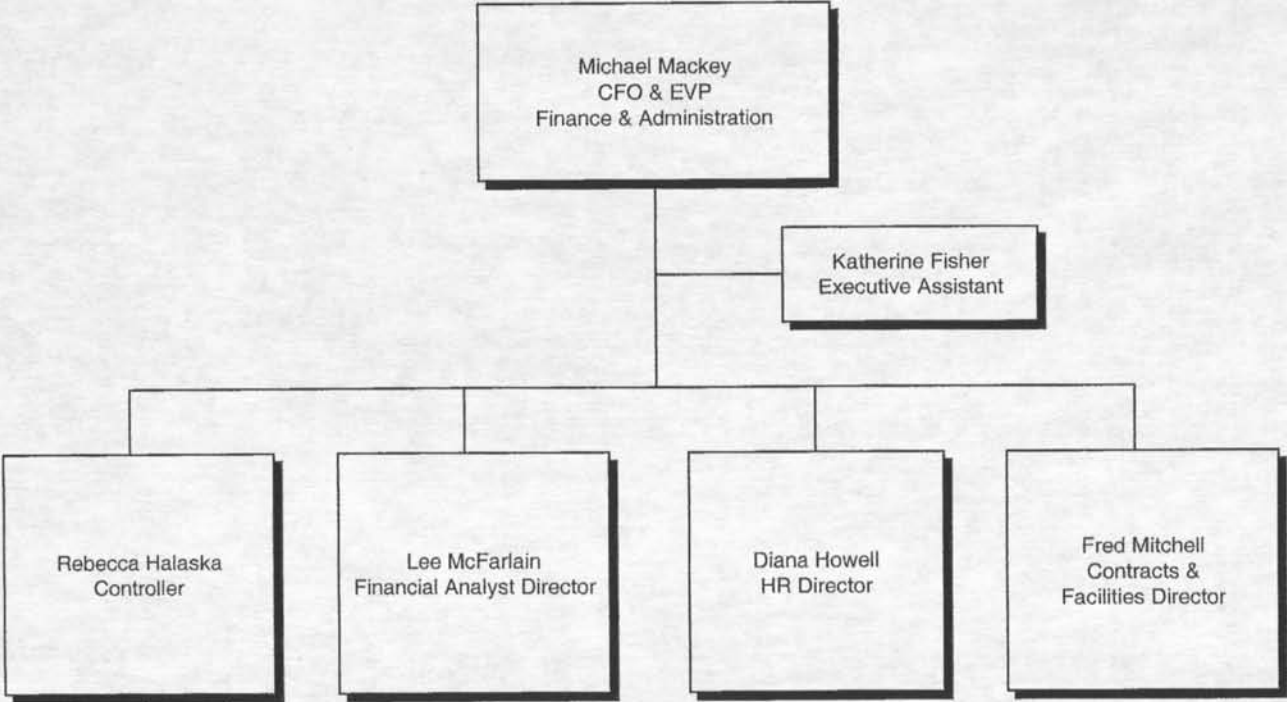 Michael Mackey
CFO & EVP
Finance & Administration
Katherine Fisher
Executive Assistant
Rebecca Halaska
Controller
Lee McFarlain
Financial Analyst Director
Diana Howell
HR Director
Fred Mitchell
Contracts &
Facilities Director